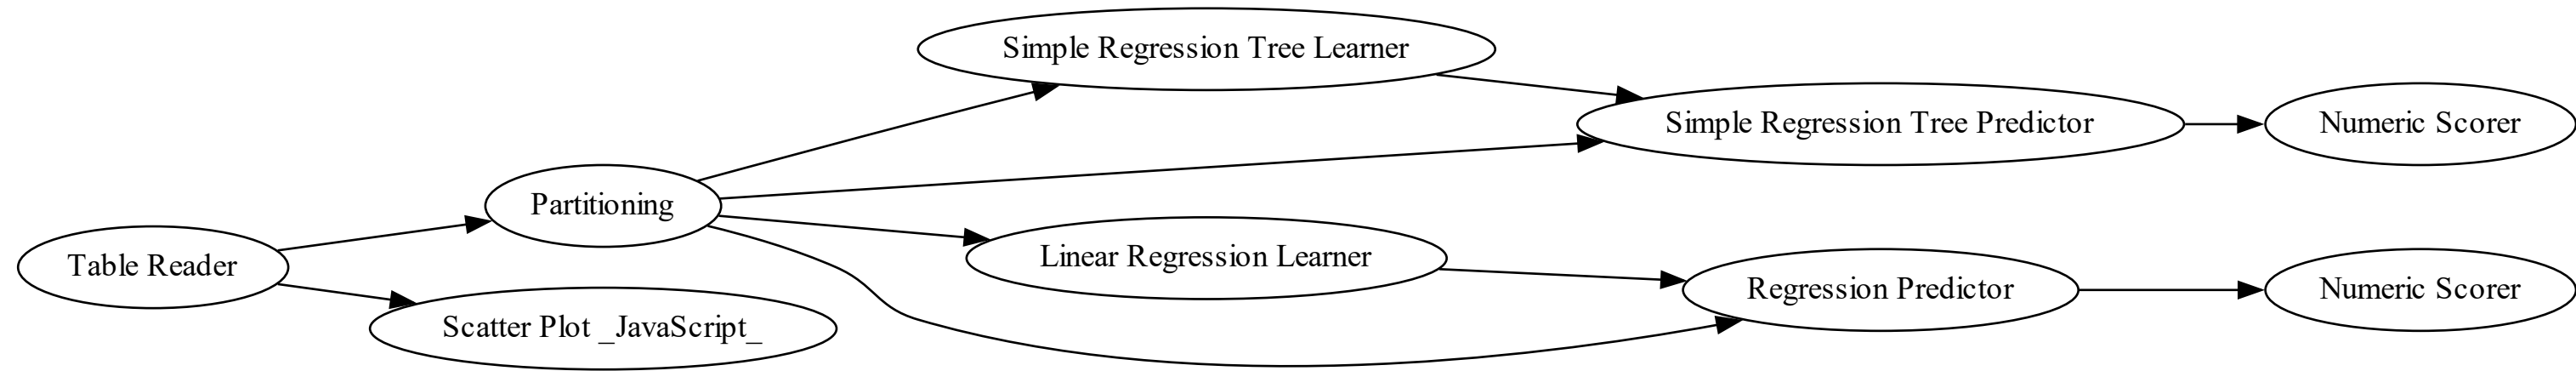 Simple Regression Tree Learner
Simple Regression Tree Predictor
Numeric Scorer
Partitioning
Linear Regression Learner
Table Reader
Regression Predictor
Numeric Scorer
Scatter Plot _JavaScript_